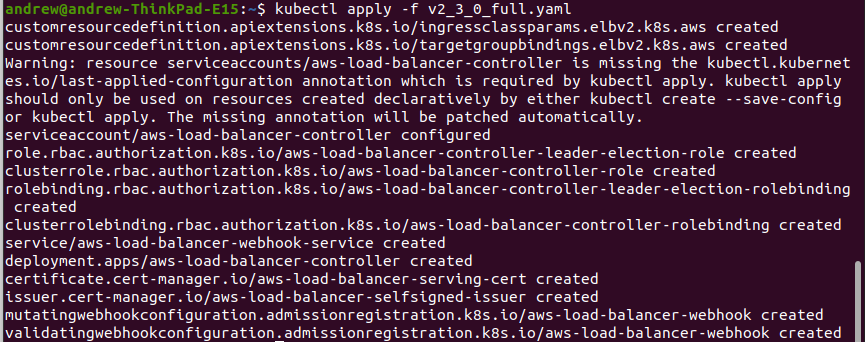 andrew@andrew-ThinkPad-E15:~$ kubectl apply -f v2_3_0_full.yaml
customresourcedefinition.apiextensions.k8s.io/ingressclassparams.elbv2.k8s.aws created
customresourcedefinition.apiextensions.k8s.io/targetgroupbindings.elbv2.k8s.aws created
Warning: resource serviceaccounts/aws-load-balancer-controller is missing the kubectl.kubernet
es.io/last-applied-configuration annotation which is required by kubectl apply. kubectl apply
should only be used on resources created declaratively by either kubectl create --save-config
or kubectl apply. The missing annotation will be patched automatically.
serviceaccount/aws-load-balancer-controller configured
role.rbac.authorization.k8s.io/aws-load-balancer-controller-leader-election-role created
clusterrole.rbac.authorization.k8s.io/aws-load-balancer-controller-role created
rolebinding.rbac.authorization.k8s.io/aws-load-balancer-controller-leader-election-rolebinding
 created
clusterrolebinding.rbac.authorization.k8s.io/aws-load-balancer-controller-rolebinding created
service/aws-load-balancer-webhook-service created
deployment.apps/aws-load-balancer-controller created
certificate.cert-manager.io/aws-load-balancer-serving-cert created
issuer.cert-manager.io/aws-load-balancer-selfsigned-issuer created
mutatingwebhookconfiguration.admissionregistration.k8s.io/aws-load-balancer-webhook created
validatingwebhookconfiguration.admissionregistration.k8s.io/aws-load-balancer-webhook created